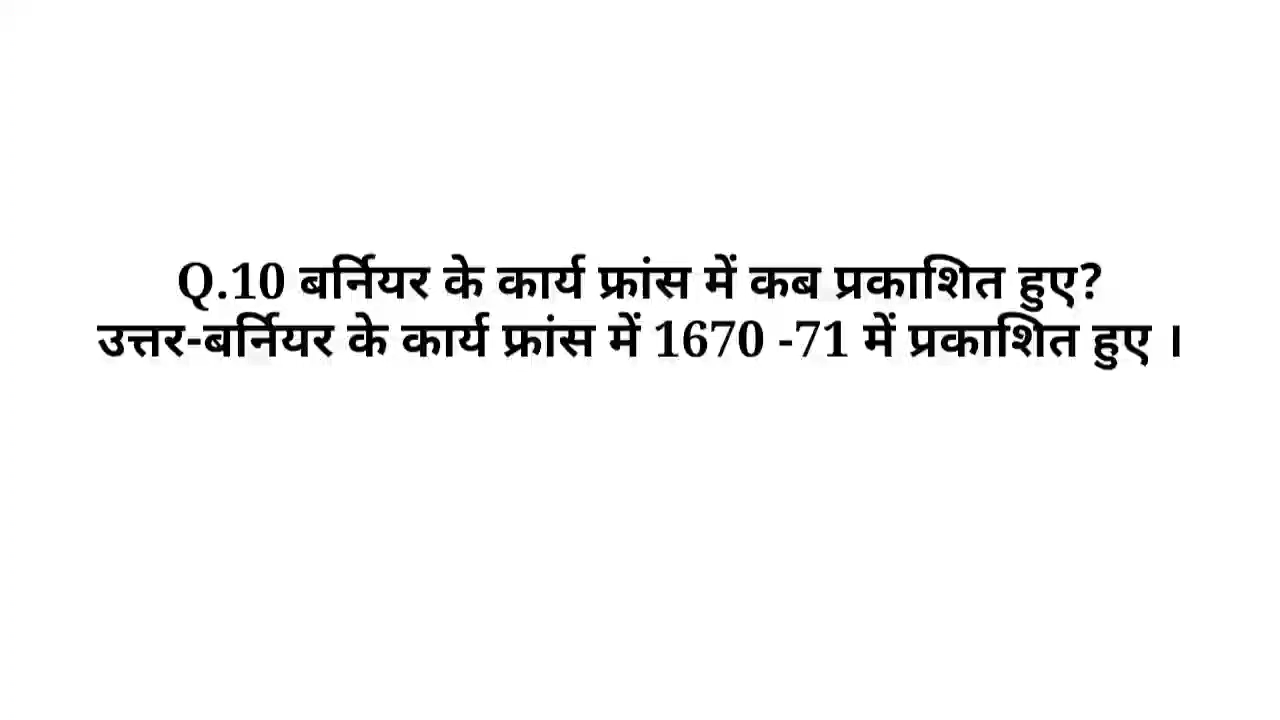 Q.10 बर्नियर के कार्य फ्रांस में कब प्रकाशित हुए?
उत्तर-बर्नियर के कार्य फ्रांस में 1670 -71 में प्रकाशित हुए ।